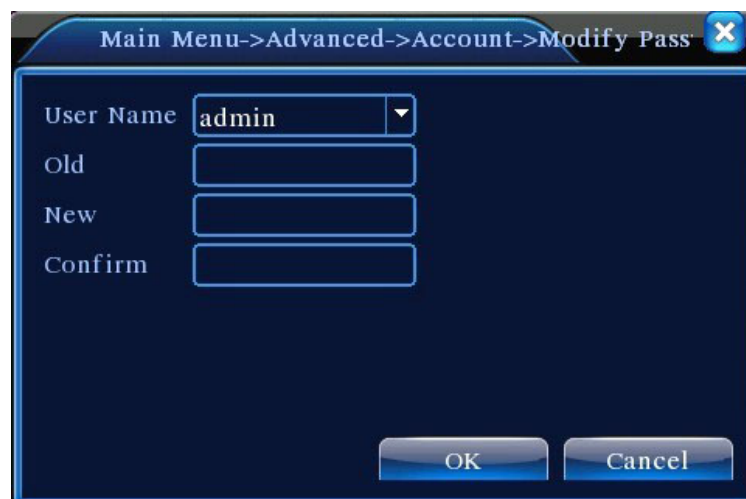 Main Menu->Advanced->Account->Modify Pass
User Name admin
Old
New
Confirm
OK Cancel